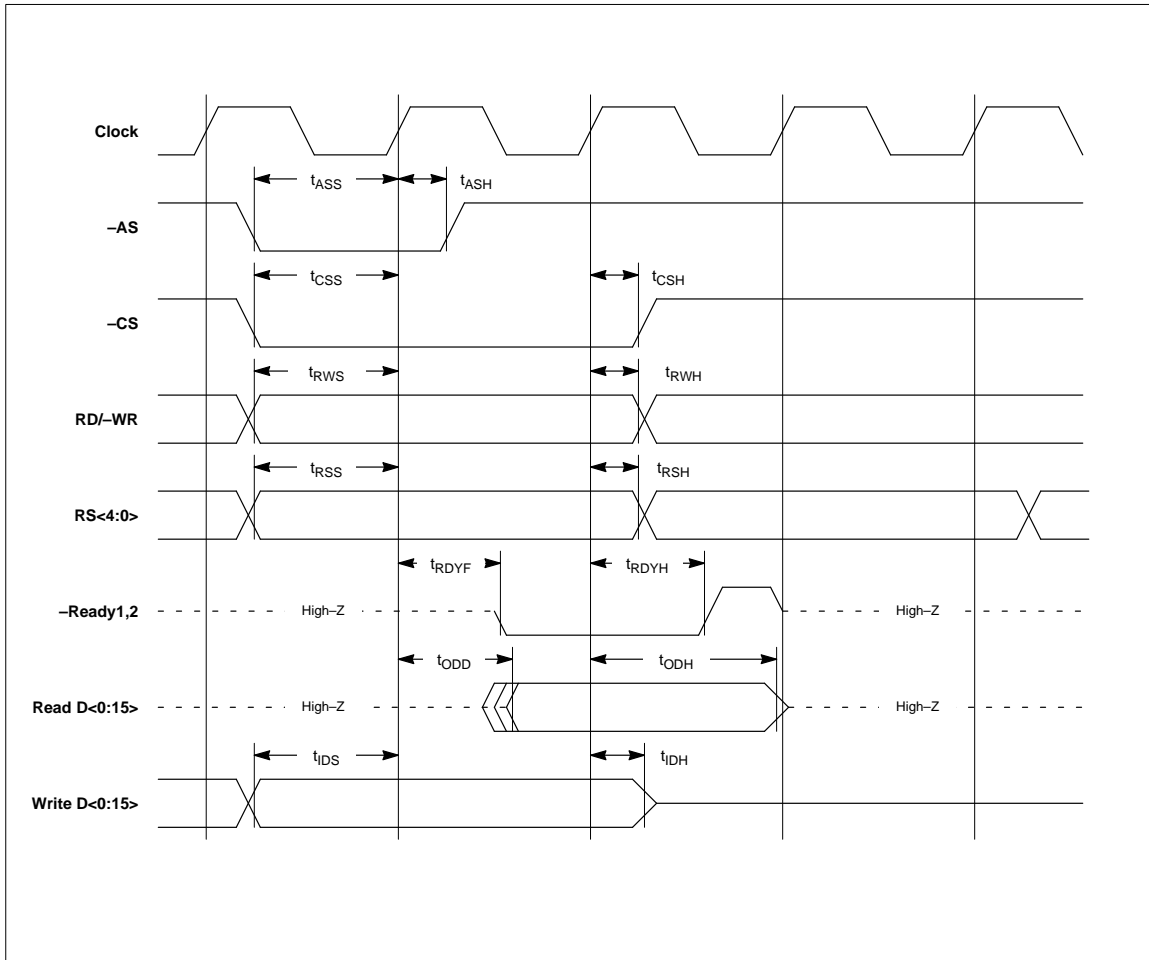 Clock
tASS
tASH
–AS
tCSS
tCSH
–CS
tRWS
tRWH
RD/–WR
tRSS
tRSH
RS<4:0>
tRDYF
tRDYH
–Ready1,2
High–Z
High–Z
tODD
tODH
Read D<0:15>
High–Z
High–Z
tIDS
tIDH
Write D<0:15>